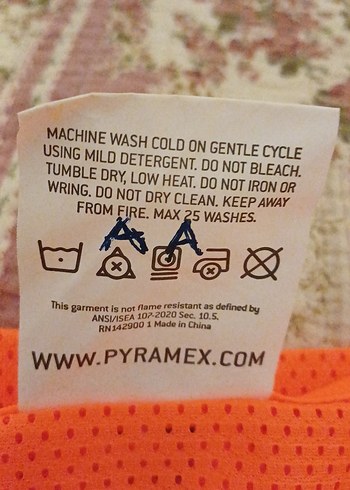 MACHINE WASH COLD ON GENTLE CYCLE
USING MILD DETERGENT. DO NOT BLEACH.
TUMBLE DRY, LOW HEAT. DO NOT IRON OR
WRING. DO NOT DRY CLEAN. KEEP AWAY
FROM FIRE. MAX 25 WASHES.
A A
This garment is not flame resistant as defined by
ANSI/ISEA 107-2020 Sec. 10.5.
RN142900 1 Made in China
WWW.PYRAMEX.COM